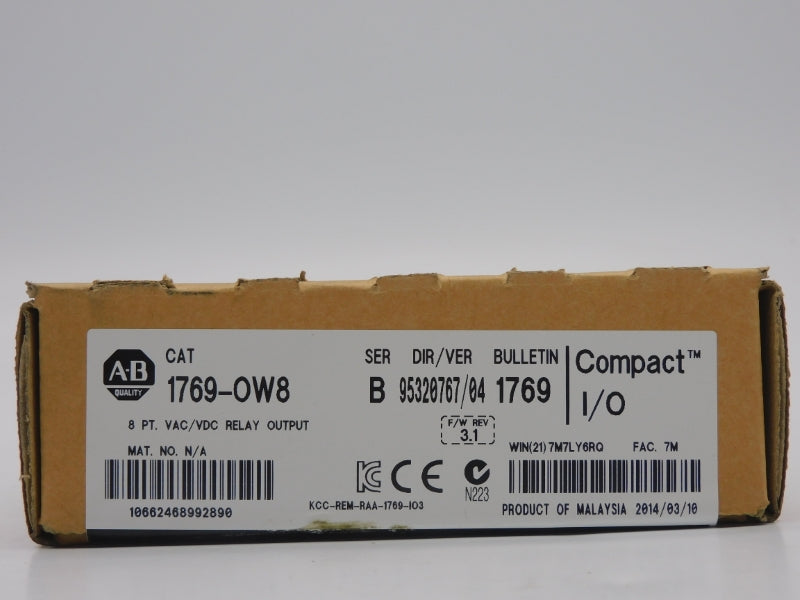 A-B
QUALITY
CAT
1769-OW8
SER DIR/VER BULLETIN
B 95320767/04 1769
Compact™
I/O
8 PT. VAC/VDC RELAY OUTPUT
F/W REV
3.1
MAT. NO. N/A
10662468992890
KC CE N223
KCC-REM-RAA-1769-IO3
WIN(21)7M7LY6RQ FAC. 7M
PRODUCT OF MALAYSIA 2014/03/10